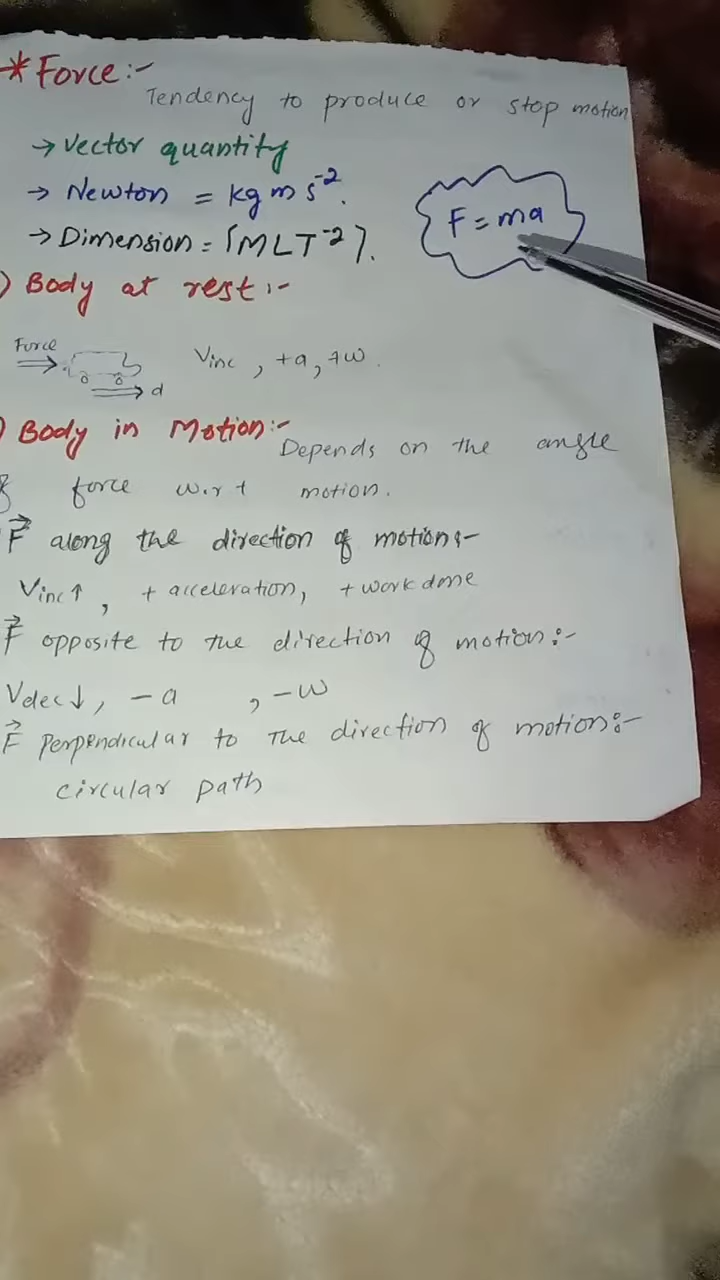 * Force:-
Tendency to produce or stop motion
→ Vector quantity
→ Newton = kg m s⁻².
→ Dimension = [MLT⁻²].
F = ma
) Body at rest :-
Force
Vinc , +a, +w.
d
) Body in Motion:-
Depends on the angle
force w.r.t motion.
F⃗ along the direction of motion:-
Vinc↑ , + acceleration, + work done
F⃗ opposite to the direction of motion:-
Vdec↓, -a , -w
F⃗ perpendicular to the direction of motion:-
circular path